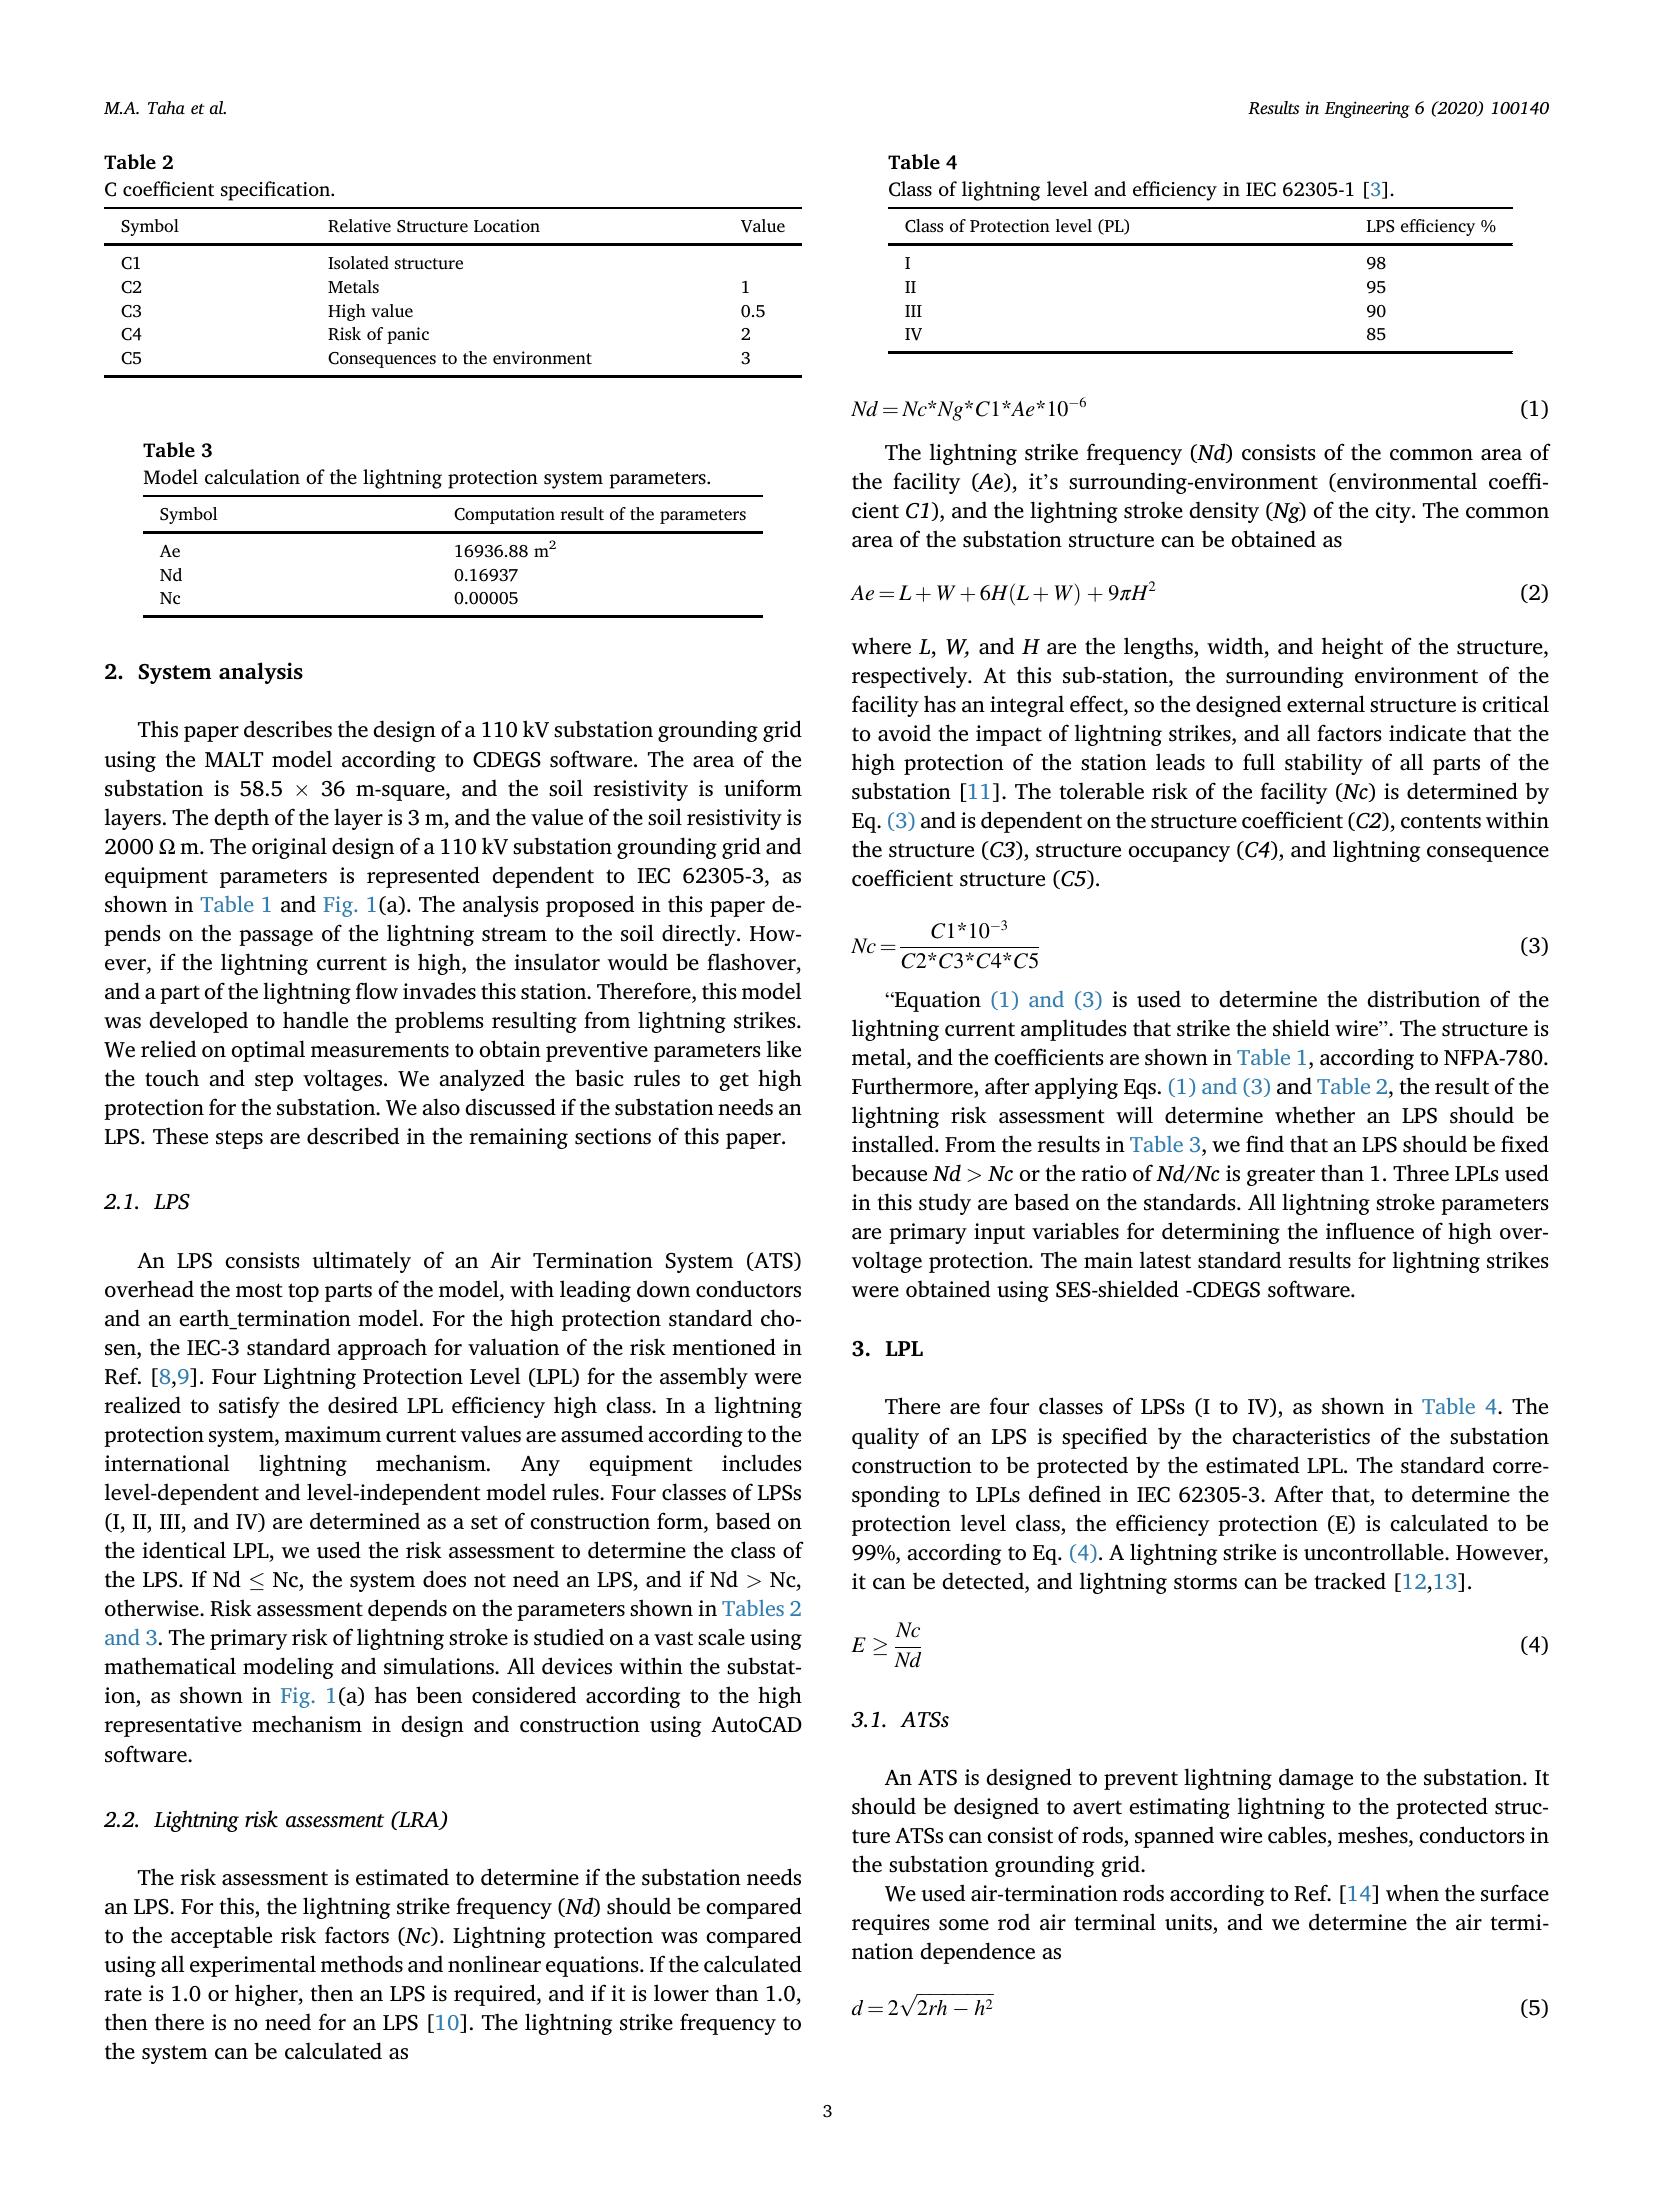 M.A. Taha et al.
Results in Engineering 6 (2020) 100140
Table 2
C coefficient specification.
Symbol Relative Structure Location Value
C1 Isolated structure
C2 Metals 1
C3 High value 0.5
C4 Risk of panic 2
C5 Consequences to the environment 3
Table 3
Model calculation of the lightning protection system parameters.
Symbol Computation result of the parameters
Ae 16936.88 m²
Nd 0.16937
Nc 0.00005
2. System analysis
This paper describes the design of a 110 kV substation grounding grid
using the MALT model according to CDEGS software. The area of the
substation is 58.5 × 36 m-square, and the soil resistivity is uniform
layers. The depth of the layer is 3 m, and the value of the soil resistivity is
2000 Ω m. The original design of a 110 kV substation grounding grid and
equipment parameters is represented dependent to IEC 62305-3, as
shown in Table 1 and Fig. 1(a). The analysis proposed in this paper de-
pends on the passage of the lightning stream to the soil directly. How-
ever, if the lightning current is high, the insulator would be flashover,
and a part of the lightning flow invades this station. Therefore, this model
was developed to handle the problems resulting from lightning strikes.
We relied on optimal measurements to obtain preventive parameters like
the touch and step voltages. We analyzed the basic rules to get high
protection for the substation. We also discussed if the substation needs an
LPS. These steps are described in the remaining sections of this paper.
2.1. LPS
An LPS consists ultimately of an Air Termination System (ATS)
overhead the most top parts of the model, with leading down conductors
and an earth_termination model. For the high protection standard cho-
sen, the IEC-3 standard approach for valuation of the risk mentioned in
Ref. [8,9]. Four Lightning Protection Level (LPL) for the assembly were
realized to satisfy the desired LPL efficiency high class. In a lightning
protection system, maximum current values are assumed according to the
international lightning mechanism. Any equipment includes
level-dependent and level-independent model rules. Four classes of LPSs
(I, II, III, and IV) are determined as a set of construction form, based on
the identical LPL, we used the risk assessment to determine the class of
the LPS. If Nd ≤ Nc, the system does not need an LPS, and if Nd > Nc,
otherwise. Risk assessment depends on the parameters shown in Tables 2
and 3. The primary risk of lightning stroke is studied on a vast scale using
mathematical modeling and simulations. All devices within the substat-
ion, as shown in Fig. 1(a) has been considered according to the high
representative mechanism in design and construction using AutoCAD
software.
2.2. Lightning risk assessment (LRA)
The risk assessment is estimated to determine if the substation needs
an LPS. For this, the lightning strike frequency (Nd) should be compared
to the acceptable risk factors (Nc). Lightning protection was compared
using all experimental methods and nonlinear equations. If the calculated
rate is 1.0 or higher, then an LPS is required, and if it is lower than 1.0,
then there is no need for an LPS [10]. The lightning strike frequency to
the system can be calculated as
Table 4
Class of lightning level and efficiency in IEC 62305-1 [3].
Class of Protection level (PL) LPS efficiency %
I 98
II 95
III 90
IV 85
Nd = Nc*Ng*C1*Ae*10⁻⁶ (1)
The lightning strike frequency (Nd) consists of the common area of
the facility (Ae), it's surrounding-environment (environmental coeffi-
cient C1), and the lightning stroke density (Ng) of the city. The common
area of the substation structure can be obtained as
Ae = L + W + 6H(L + W) + 9πH² (2)
where L, W, and H are the lengths, width, and height of the structure,
respectively. At this sub-station, the surrounding environment of the
facility has an integral effect, so the designed external structure is critical
to avoid the impact of lightning strikes, and all factors indicate that the
high protection of the station leads to full stability of all parts of the
substation [11]. The tolerable risk of the facility (Nc) is determined by
Eq. (3) and is dependent on the structure coefficient (C2), contents within
the structure (C3), structure occupancy (C4), and lightning consequence
coefficient structure (C5).
Nc = C1*10⁻³ / C2*C3*C4*C5 (3)
“Equation (1) and (3) is used to determine the distribution of the
lightning current amplitudes that strike the shield wire”. The structure is
metal, and the coefficients are shown in Table 1, according to NFPA-780.
Furthermore, after applying Eqs. (1) and (3) and Table 2, the result of the
lightning risk assessment will determine whether an LPS should be
installed. From the results in Table 3, we find that an LPS should be fixed
because Nd > Nc or the ratio of Nd/Nc is greater than 1. Three LPLs used
in this study are based on the standards. All lightning stroke parameters
are primary input variables for determining the influence of high over-
voltage protection. The main latest standard results for lightning strikes
were obtained using SES-shielded -CDEGS software.
3. LPL
There are four classes of LPSs (I to IV), as shown in Table 4. The
quality of an LPS is specified by the characteristics of the substation
construction to be protected by the estimated LPL. The standard corre-
sponding to LPLs defined in IEC 62305-3. After that, to determine the
protection level class, the efficiency protection (E) is calculated to be
99%, according to Eq. (4). A lightning strike is uncontrollable. However,
it can be detected, and lightning storms can be tracked [12,13].
E ≥ Nc / Nd (4)
3.1. ATSs
An ATS is designed to prevent lightning damage to the substation. It
should be designed to avert estimating lightning to the protected struc-
ture ATSs can consist of rods, spanned wire cables, meshes, conductors in
the substation grounding grid.
We used air-termination rods according to Ref. [14] when the surface
requires some rod air terminal units, and we determine the air termi-
nation dependence as
d = 2√(2rh − h²) (5)
3